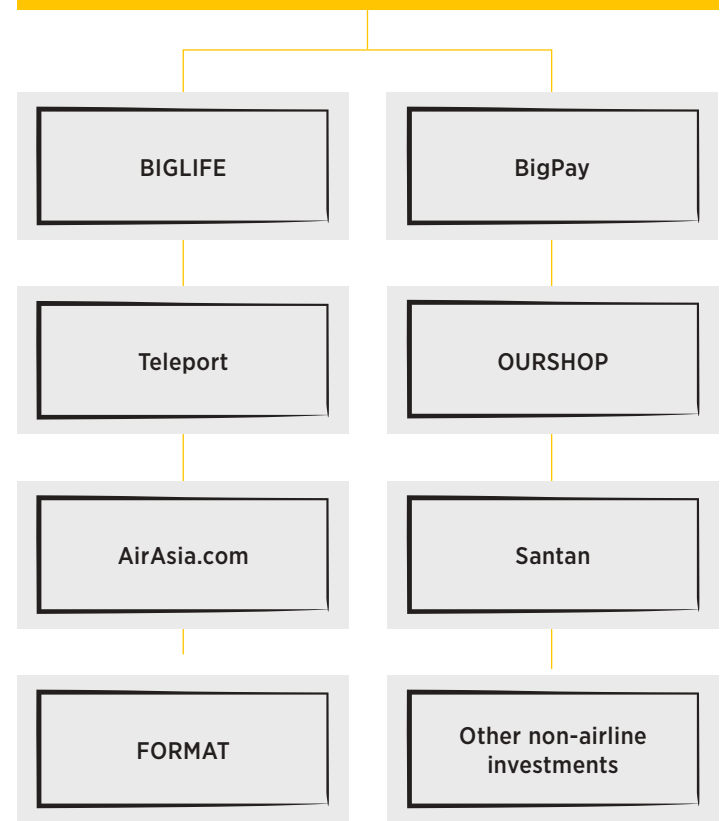 BIGLIFE
BigPay
Teleport
OURSHOP
AirAsia.com
Santan
FORMAT
Other non-airline
investments